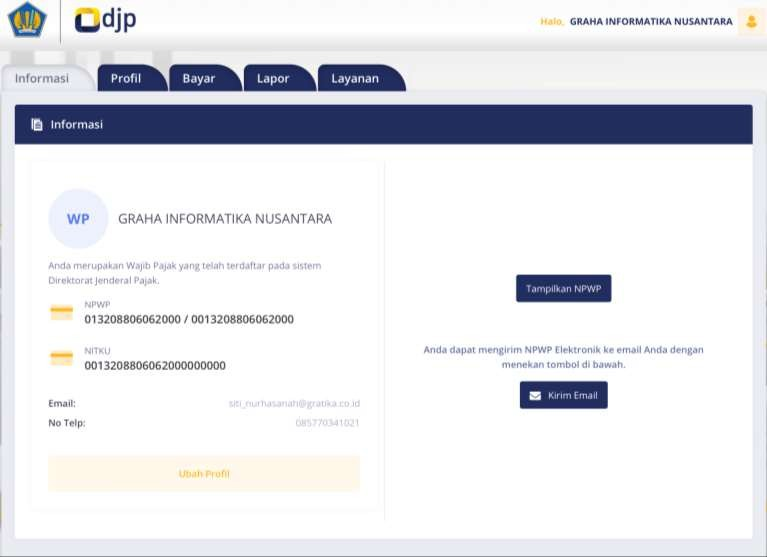 djp
Halo, GRAHA INFORMATIKA NUSANTARA
Informasi
Profil
Bayar
Lapor
Layanan
Informasi
WP
GRAHA INFORMATIKA NUSANTARA
Anda merupakan Wajib Pajak yang telah terdaftar pada sistem
Direktorat Jenderal Pajak.
NPWP
013208806062000 / 0013208806062000
NITKU
0013208806062000000000
Email: siti_nurhasanah@gratika.co.id
No Telp: 085770341021
Ubah Profil
Tampilkan NPWP
Anda dapat mengirim NPWP Elektronik ke email Anda dengan
menekan tombol di bawah.
Kirim Email